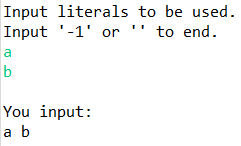 Input literals to be used.
Input '-1' or '' to end.
a
b
You input:
a b